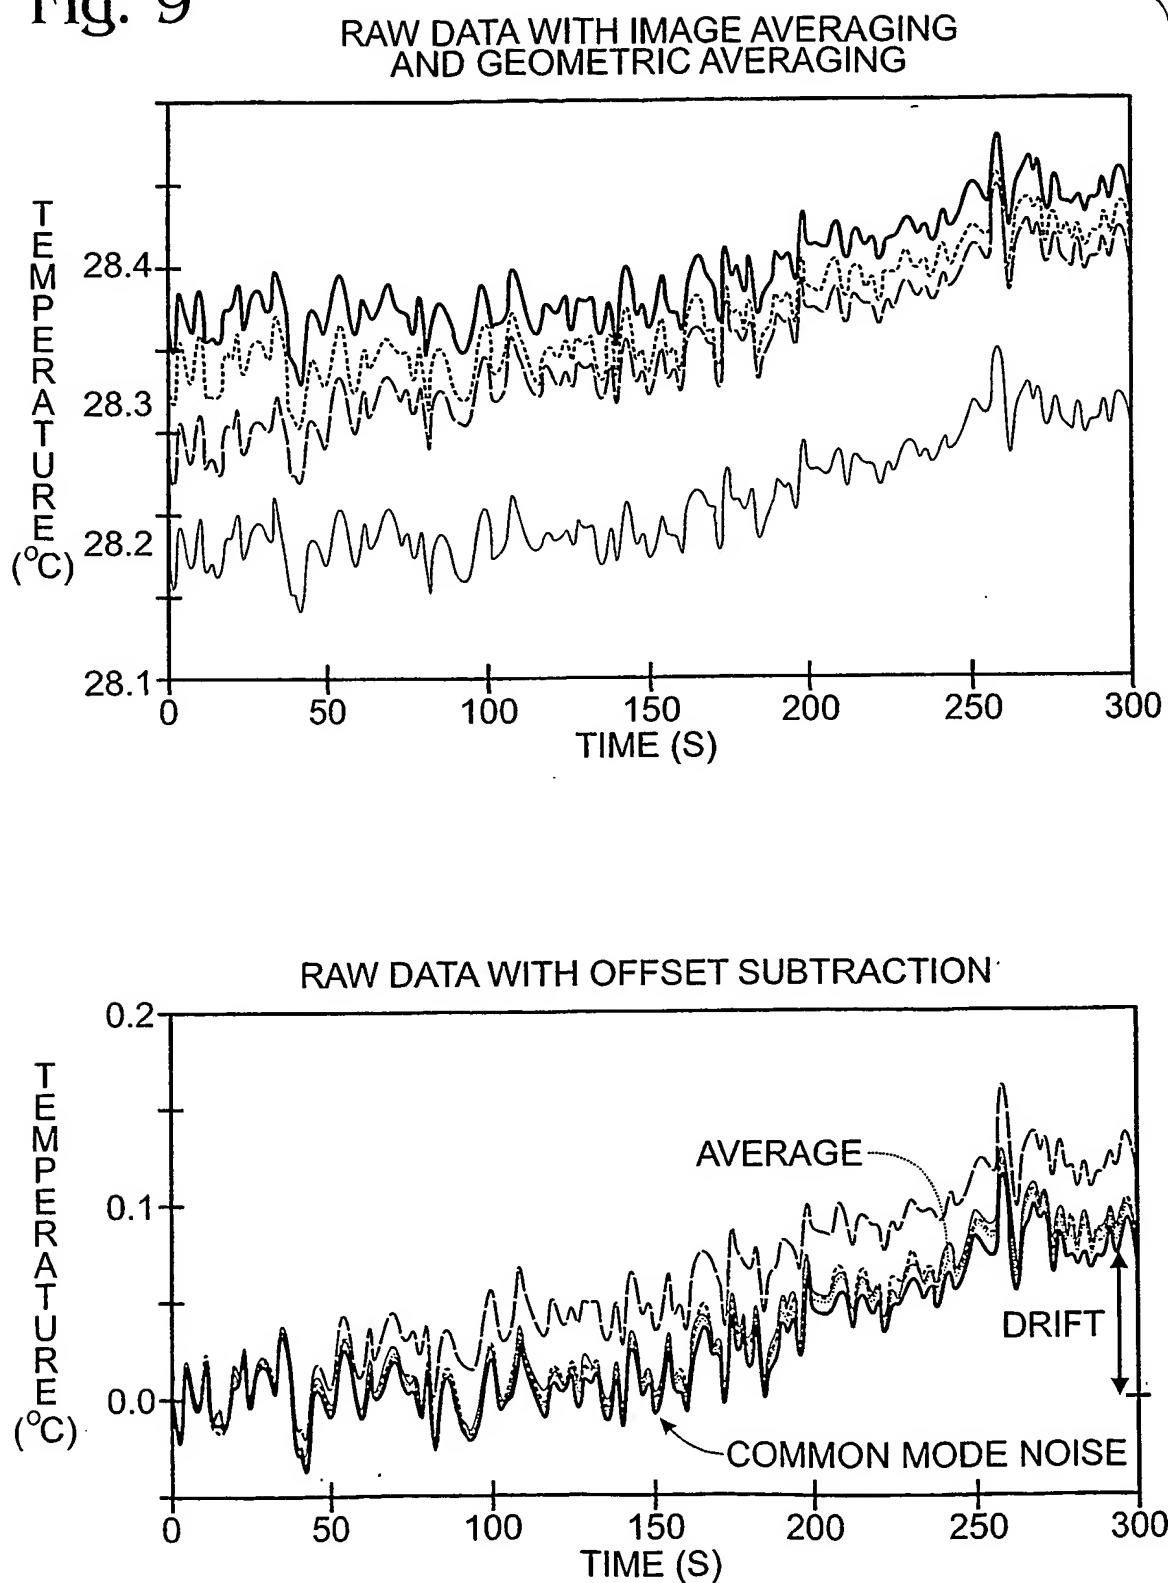 Fig. 9
RAW DATA WITH IMAGE AVERAGING
AND GEOMETRIC AVERAGING
TEMPERATURE
(°C)
28.4
28.3
28.2
28.1
0 50 100 150 200 250 300
TIME (S)
RAW DATA WITH OFFSET SUBTRACTION
TEMPERATURE
(°C)
0.2
0.1
0.0
AVERAGE
DRIFT
COMMON MODE NOISE
0 50 100 150 200 250 300
TIME (S)